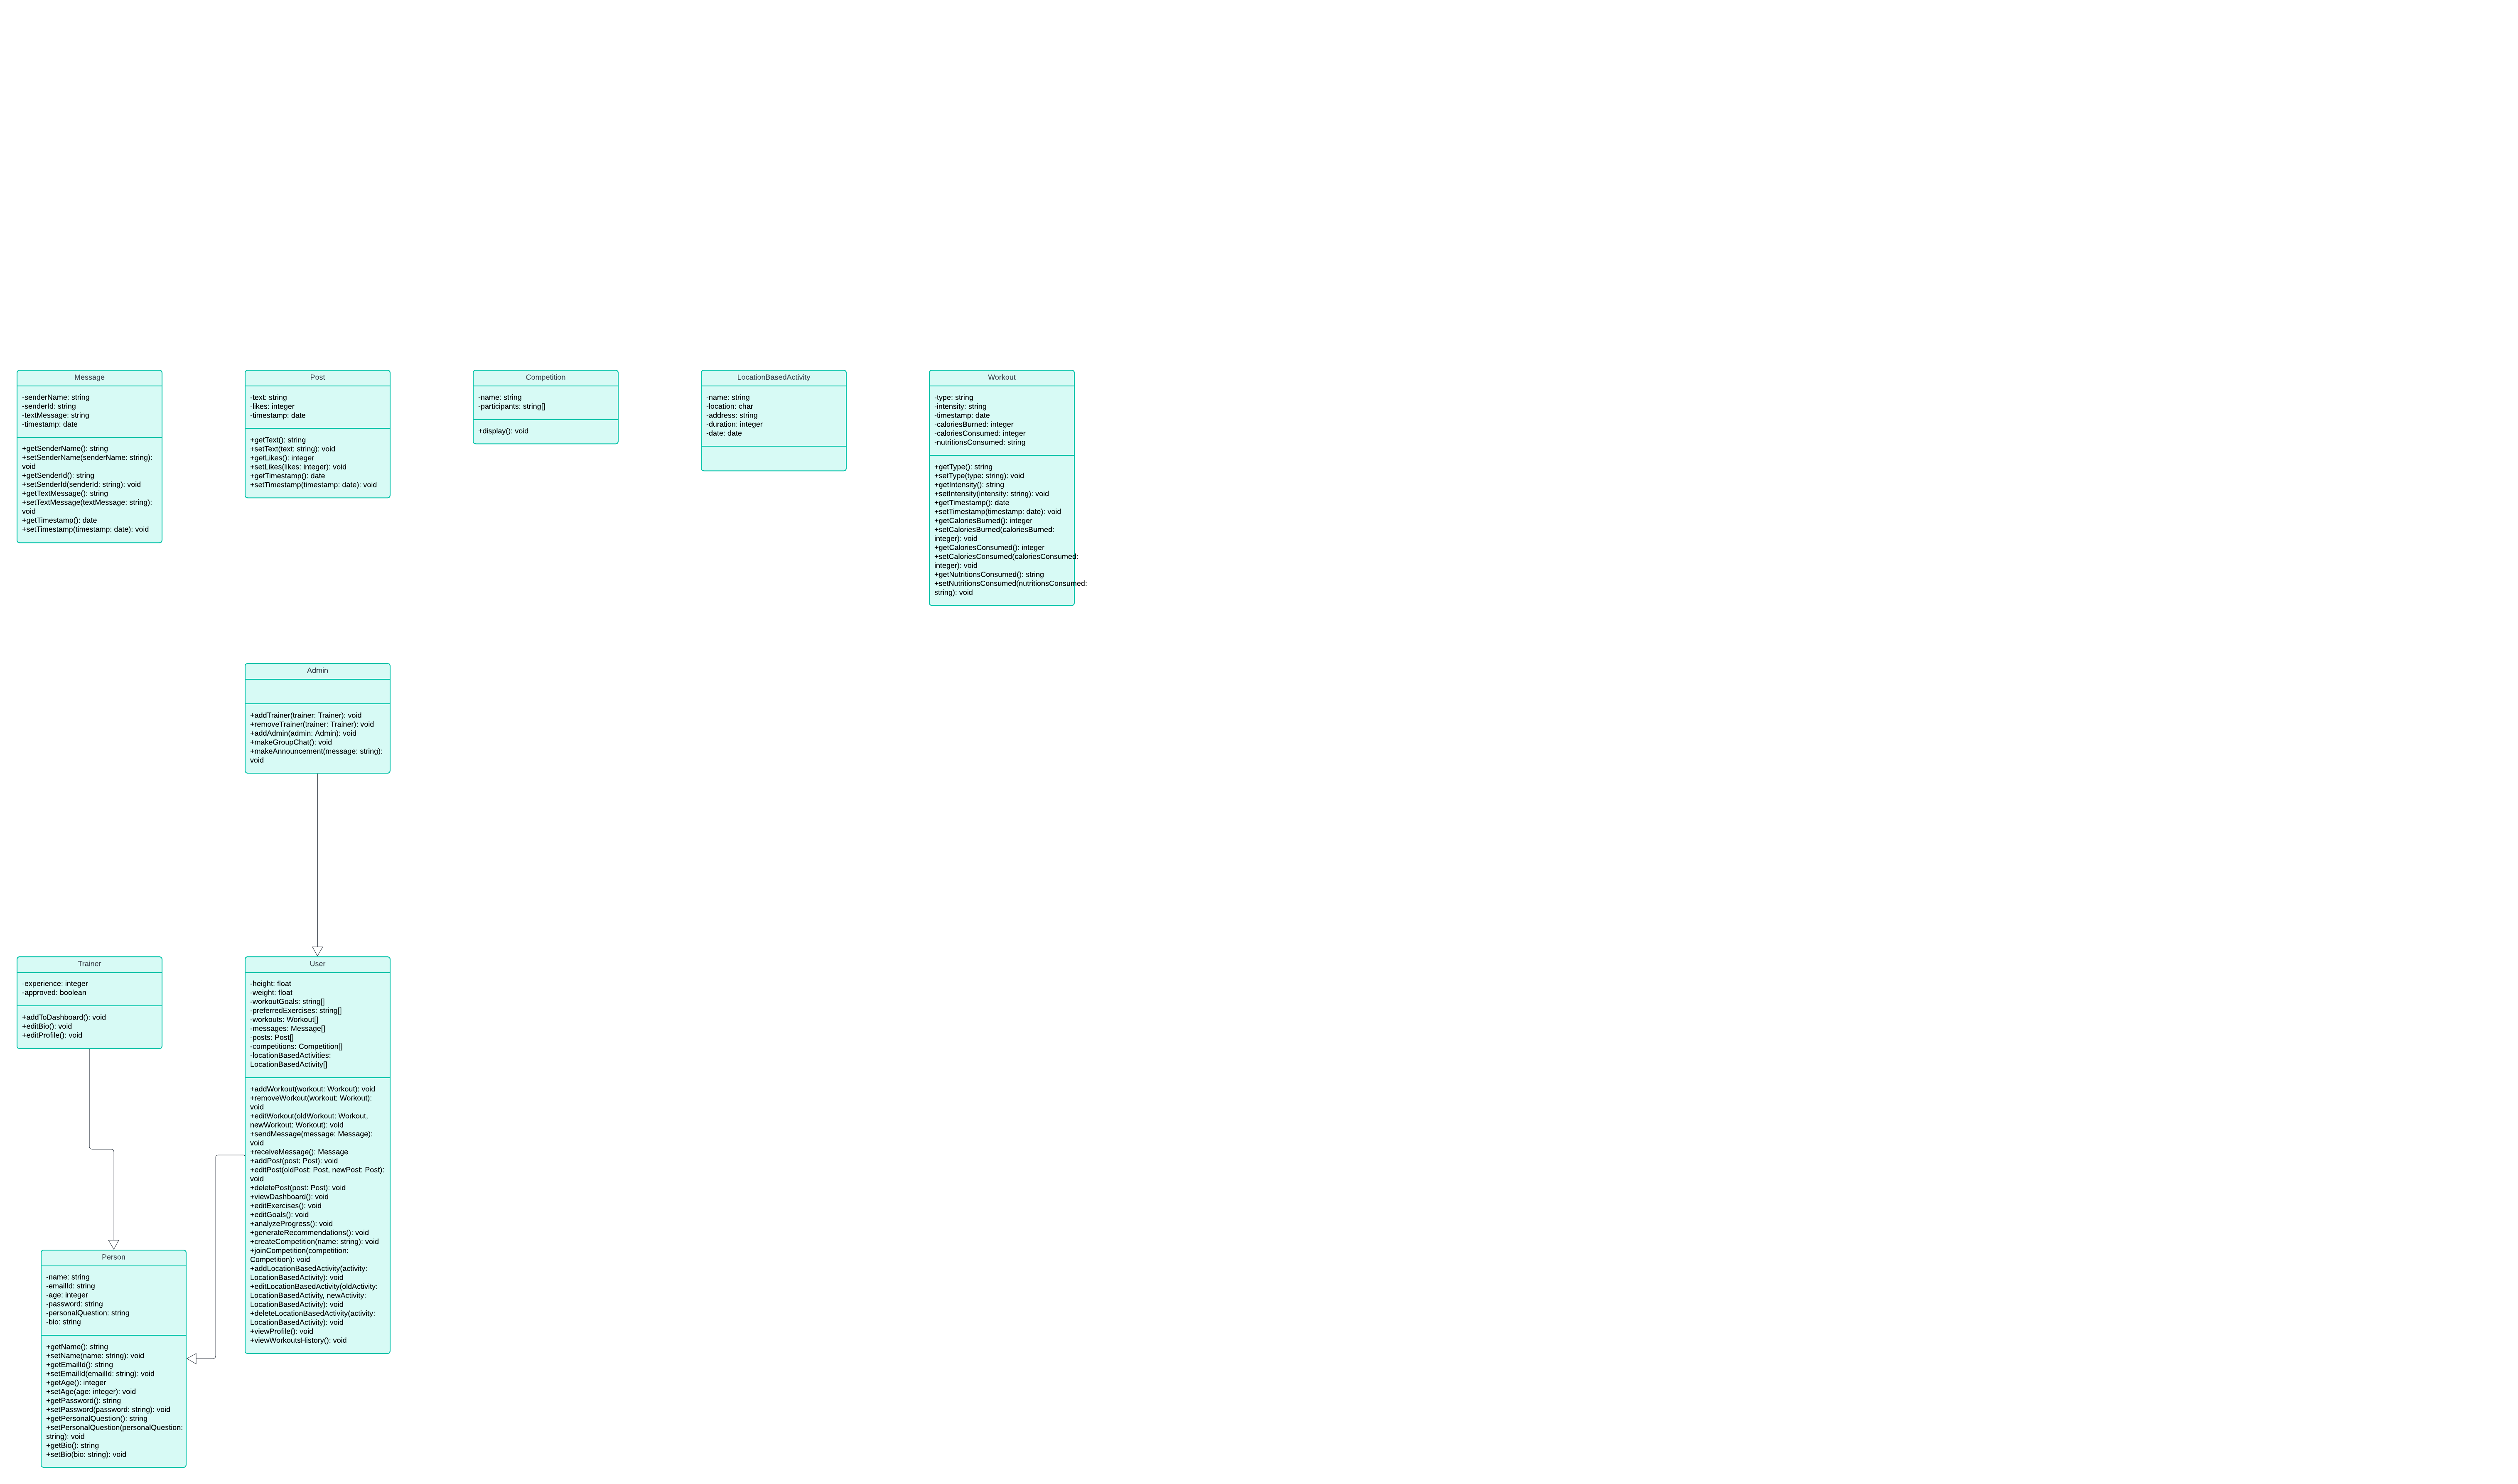 Message
-senderName: string
-senderId: string
-textMessage: string
-timestamp: date
+getSenderName(): string
+setSenderName(senderName: string):
void
+getSenderId(): string
+setSenderId(senderId: string): void
+getTextMessage(): string
+setTextMessage(textMessage: string):
void
+getTimestamp(): date
+setTimestamp(timestamp: date): void
Post
-text: string
-likes: integer
-timestamp: date
+getText(): string
+setText(text: string): void
+getLikes(): integer
+setLikes(likes: integer): void
+getTimestamp(): date
+setTimestamp(timestamp: date): void
Competition
-name: string
-participants: string[]
+display(): void
LocationBasedActivity
-name: string
-location: char
-address: string
-duration: integer
-date: date
Workout
-type: string
-intensity: string
-timestamp: date
-caloriesBurned: integer
-caloriesConsumed: integer
-nutritionsConsumed: string
+getType(): string
+setType(type: string): void
+getIntensity(): string
+setIntensity(intensity: string): void
+getTimestamp(): date
+setTimestamp(timestamp: date): void
+getCaloriesBurned(): integer
+setCaloriesBurned(caloriesBurned:
integer): void
+getCaloriesConsumed(): integer
+setCaloriesConsumed(caloriesConsumed:
integer): void
+getNutritionsConsumed(): string
+setNutritionsConsumed(nutritionsConsumed:
string): void
Admin
+addTrainer(trainer: Trainer): void
+removeTrainer(trainer: Trainer): void
+addAdmin(admin: Admin): void
+makeGroupChat(): void
+makeAnnouncement(message: string):
void
Trainer
-experience: integer
-approved: boolean
+addToDashboard(): void
+editBio(): void
+editProfile(): void
User
-height: float
-weight: float
-workoutGoals: string[]
-preferredExercises: string[]
-workouts: Workout[]
-messages: Message[]
-posts: Post[]
-competitions: Competition[]
-locationBasedActivities:
LocationBasedActivity[]
+addWorkout(workout: Workout): void
+removeWorkout(workout: Workout):
void
+editWorkout(oldWorkout: Workout,
newWorkout: Workout): void
+sendMessage(message: Message):
void
+receiveMessage(): Message
+addPost(post: Post): void
+editPost(oldPost: Post, newPost: Post):
void
+deletePost(post: Post): void
+viewDashboard(): void
+editExercises(): void
+editGoals(): void
+analyzeProgress(): void
+generateRecommendations(): void
+createCompetition(name: string): void
+joinCompetition(competition:
Competition): void
+addLocationBasedActivity(activity:
LocationBasedActivity): void
+editLocationBasedActivity(oldActivity:
LocationBasedActivity, newActivity:
LocationBasedActivity): void
+deleteLocationBasedActivity(activity:
LocationBasedActivity): void
+viewProfile(): void
+viewWorkoutsHistory(): void
Person
-name: string
-emailId: string
-age: integer
-password: string
-personalQuestion: string
-bio: string
+getName(): string
+setName(name: string): void
+getEmailId(): string
+setEmailId(emailId: string): void
+getAge(): integer
+setAge(age: integer): void
+getPassword(): string
+setPassword(password: string): void
+getPersonalQuestion(): string
+setPersonalQuestion(personalQuestion:
string): void
+getBio(): string
+setBio(bio: string): void